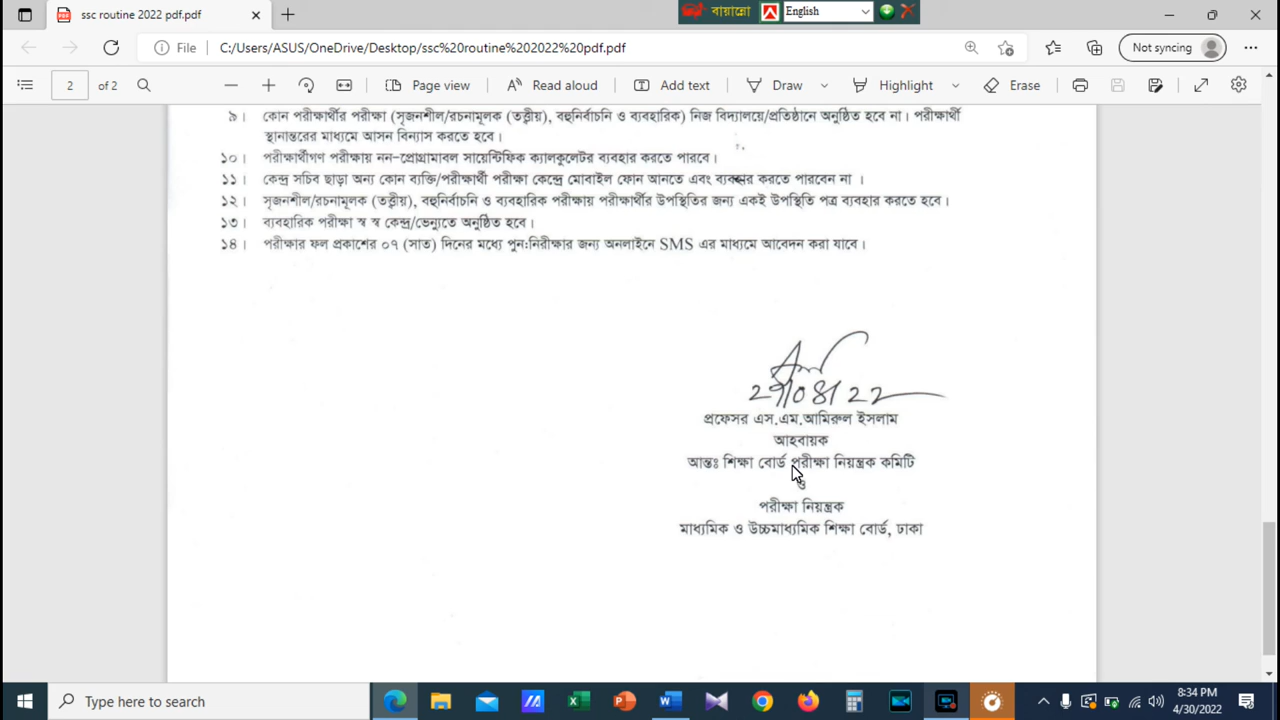 ssc routine 2022 pdf.pdf
বায়ান্নো English
File C:/Users/ASUS/OneDrive/Desktop/ssc%20routine%202022%20pdf.pdf Not syncing
2 of 2 Page view Read aloud Add text Draw Highlight Erase
৯। কোন পরীক্ষার্থীর পরীক্ষা (সৃজনশীল/রচনামূলক (তত্ত্বীয়), বহুনির্বাচনি ও ব্যবহারিক) নিজ বিদ্যালয়ে/প্রতিষ্ঠানে অনুষ্ঠিত হবে না। পরীক্ষার্থী
স্থানান্তরের মাধ্যমে আসন বিন্যাস করতে হবে।
১০। পরীক্ষার্থীগণ পরীক্ষায় নন-প্রোগ্রামাবল সায়েন্টিফিক ক্যালকুলেটর ব্যবহার করতে পারবে।
১১। কেন্দ্র সচিব ছাড়া অন্য কোন ব্যক্তি/পরীক্ষার্থী পরীক্ষা কেন্দ্রে মোবাইল ফোন আনতে এবং ব্যবহার করতে পারবেন না ।
১২। সৃজনশীল/রচনামূলক (তত্ত্বীয়), বহুনির্বাচনি ও ব্যবহারিক পরীক্ষায় পরীক্ষার্থীর উপস্থিতির জন্য একই উপস্থিতি পত্র ব্যবহার করতে হবে।
১৩। ব্যবহারিক পরীক্ষা স্ব স্ব কেন্দ্র/ভেন্যুতে অনুষ্ঠিত হবে।
১৪। পরীক্ষার ফল প্রকাশের ০৭ (সাত) দিনের মধ্যে পুনঃনিরীক্ষার জন্য অনলাইনে SMS এর মাধ্যমে আবেদন করা যাবে।
প্রফেসর এস.এম.আমিরুল ইসলাম
আহবায়ক
আন্তঃ শিক্ষা বোর্ড পরীক্ষা নিয়ন্ত্রক কমিটি
ও
পরীক্ষা নিয়ন্ত্রক
মাধ্যমিক ও উচ্চমাধ্যমিক শিক্ষা বোর্ড, ঢাকা
Type here to search
8:34 PM
4/30/2022